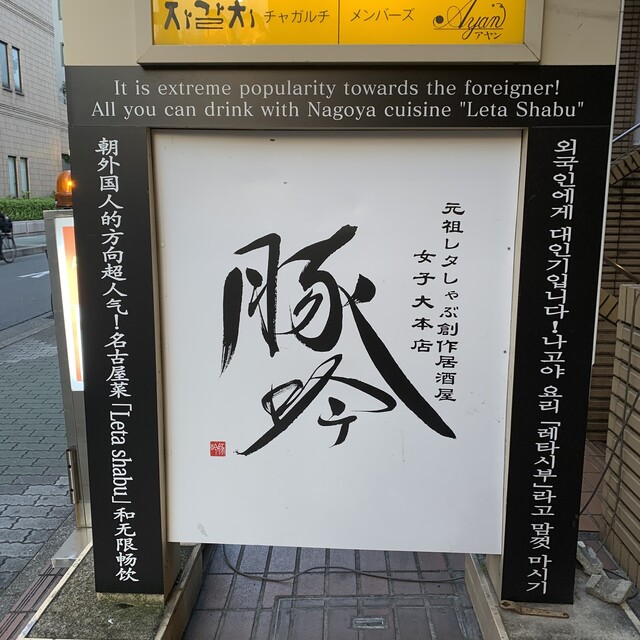 자갈치 チャガルチ
メンバーズ
Ayan
アヤン
It is extreme popularity towards the foreigner!
All you can drink with Nagoya cuisine "Leta Shabu"
朝外国人的方向超人气！名古屋菜「Leta shabu」和无限畅饮
元祖レタしゃぶ創作居酒屋
女子大本店
豚吟
외국인에게 대인기입니다!나고야 요리「레타시부」라고 맘껏 마시기